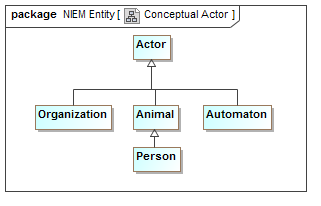 package NIEM Entity [ Conceptual Actor ]
Actor
Organization Animal Automaton
Person